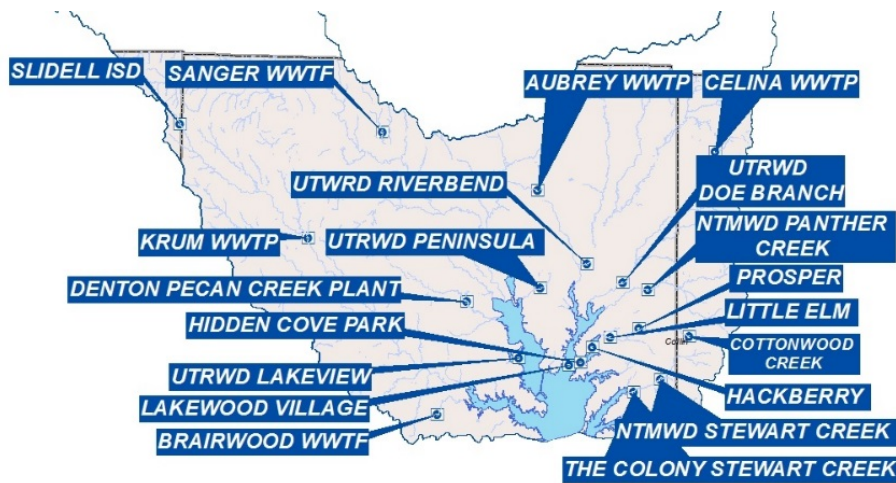 SLIDELL ISD
SANGER WWTF
AUBREY WWTP
CELINA WWTP
UTWRD RIVERBEND
UTRWD
DOE BRANCH
KRUM WWTP
UTRWD PENINSULA
NTMWD PANTHER
CREEK
DENTON PECAN CREEK PLANT
PROSPER
HIDDEN COVE PARK
LITTLE ELM
COTTONWOOD
CREEK
UTRWD LAKEVIEW
HACKBERRY
LAKEWOOD VILLAGE
BRAIRWOOD WWTF
NTMWD STEWART CREEK
THE COLONY STEWART CREEK